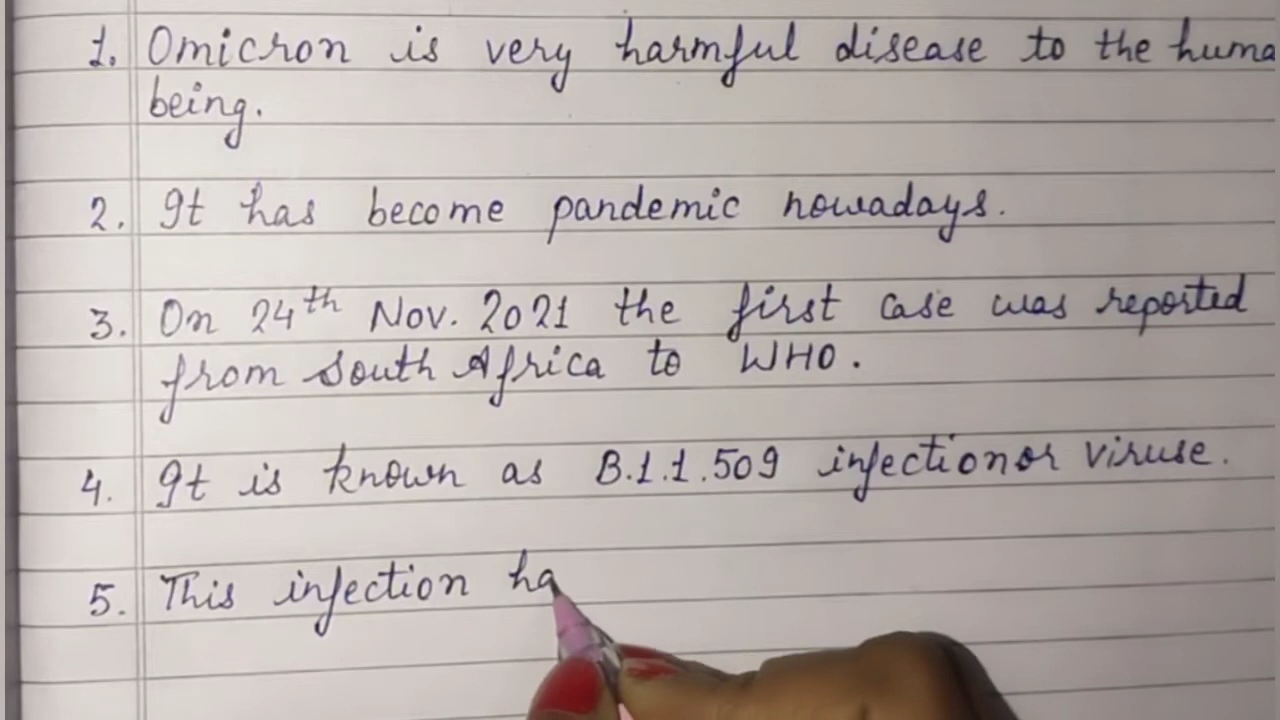 1. Omicron is very harmful disease to the huma
being.
2. It has become pandemic nowadays.
3. On 24th Nov. 2021 the first case was reported
from South Africa to WHO.
4. It is known as B.1.1.509 infection or viruse.
5. This infection ha